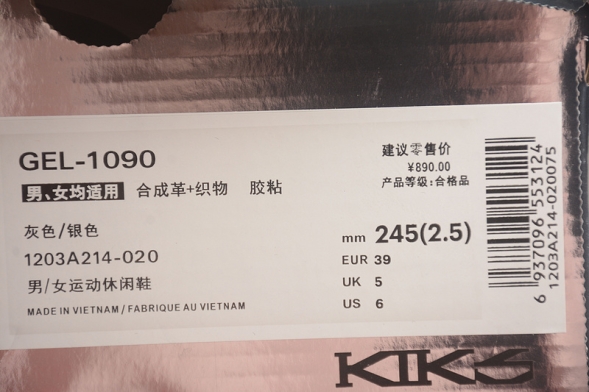 GEL-1090
男、女均适用 合成革+织物 胶粘
灰色/银色
1203A214-020
男/女运动休闲鞋
MADE IN VIETNAM / FABRIQUE AU VIETNAM
建议零售价
¥890.00
产品等级:合格品
mm 245(2.5)
EUR 39
UK 5
US 6
6 937096 553124
1203A214-020075
KIKS